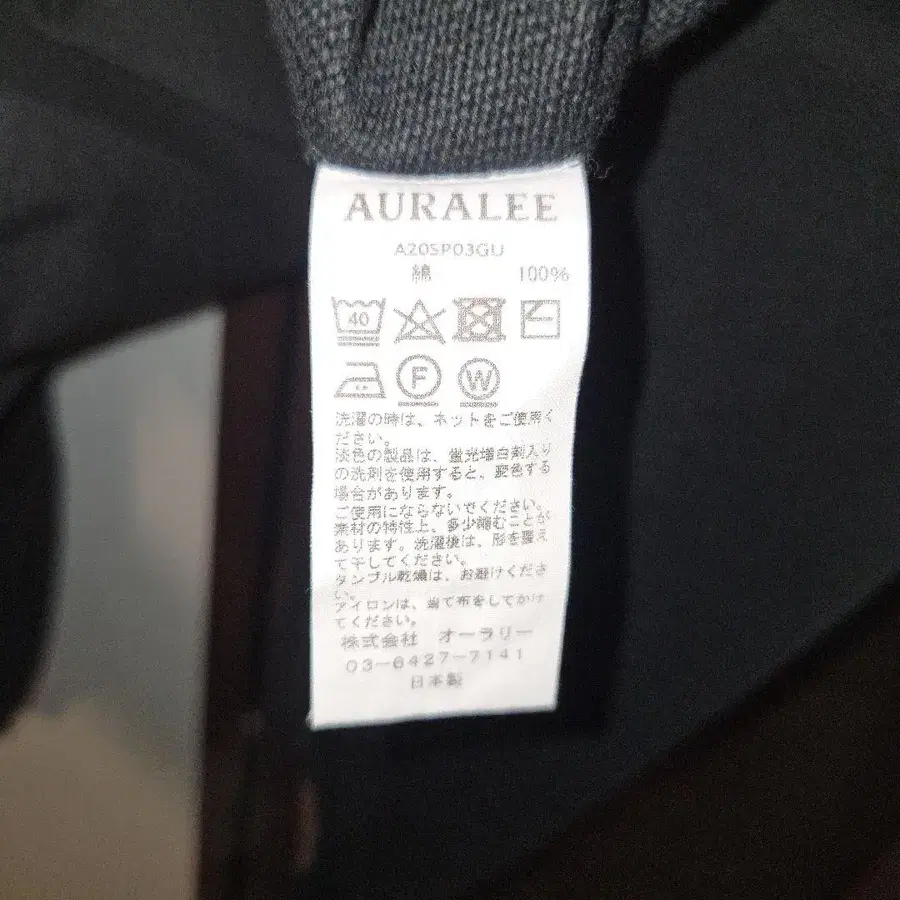 AURALEE
A20SP03GU
綿 100%
40
F W
洗濯の時は、ネットをご使用く
ださい。
淡色の製品は、蛍光増白剤入り
の洗剤を使用すると、変色する
場合があります。
ご使用にならないでください。
素材の特性上、多少縮むことが
あります。洗濯後は、形を整え
て干してください。
タンブル乾燥は、お避けくださ
い。
アイロンは、当て布をしてかけ
てください。
株式会社 オーラリー
03-6427-7141
日本製